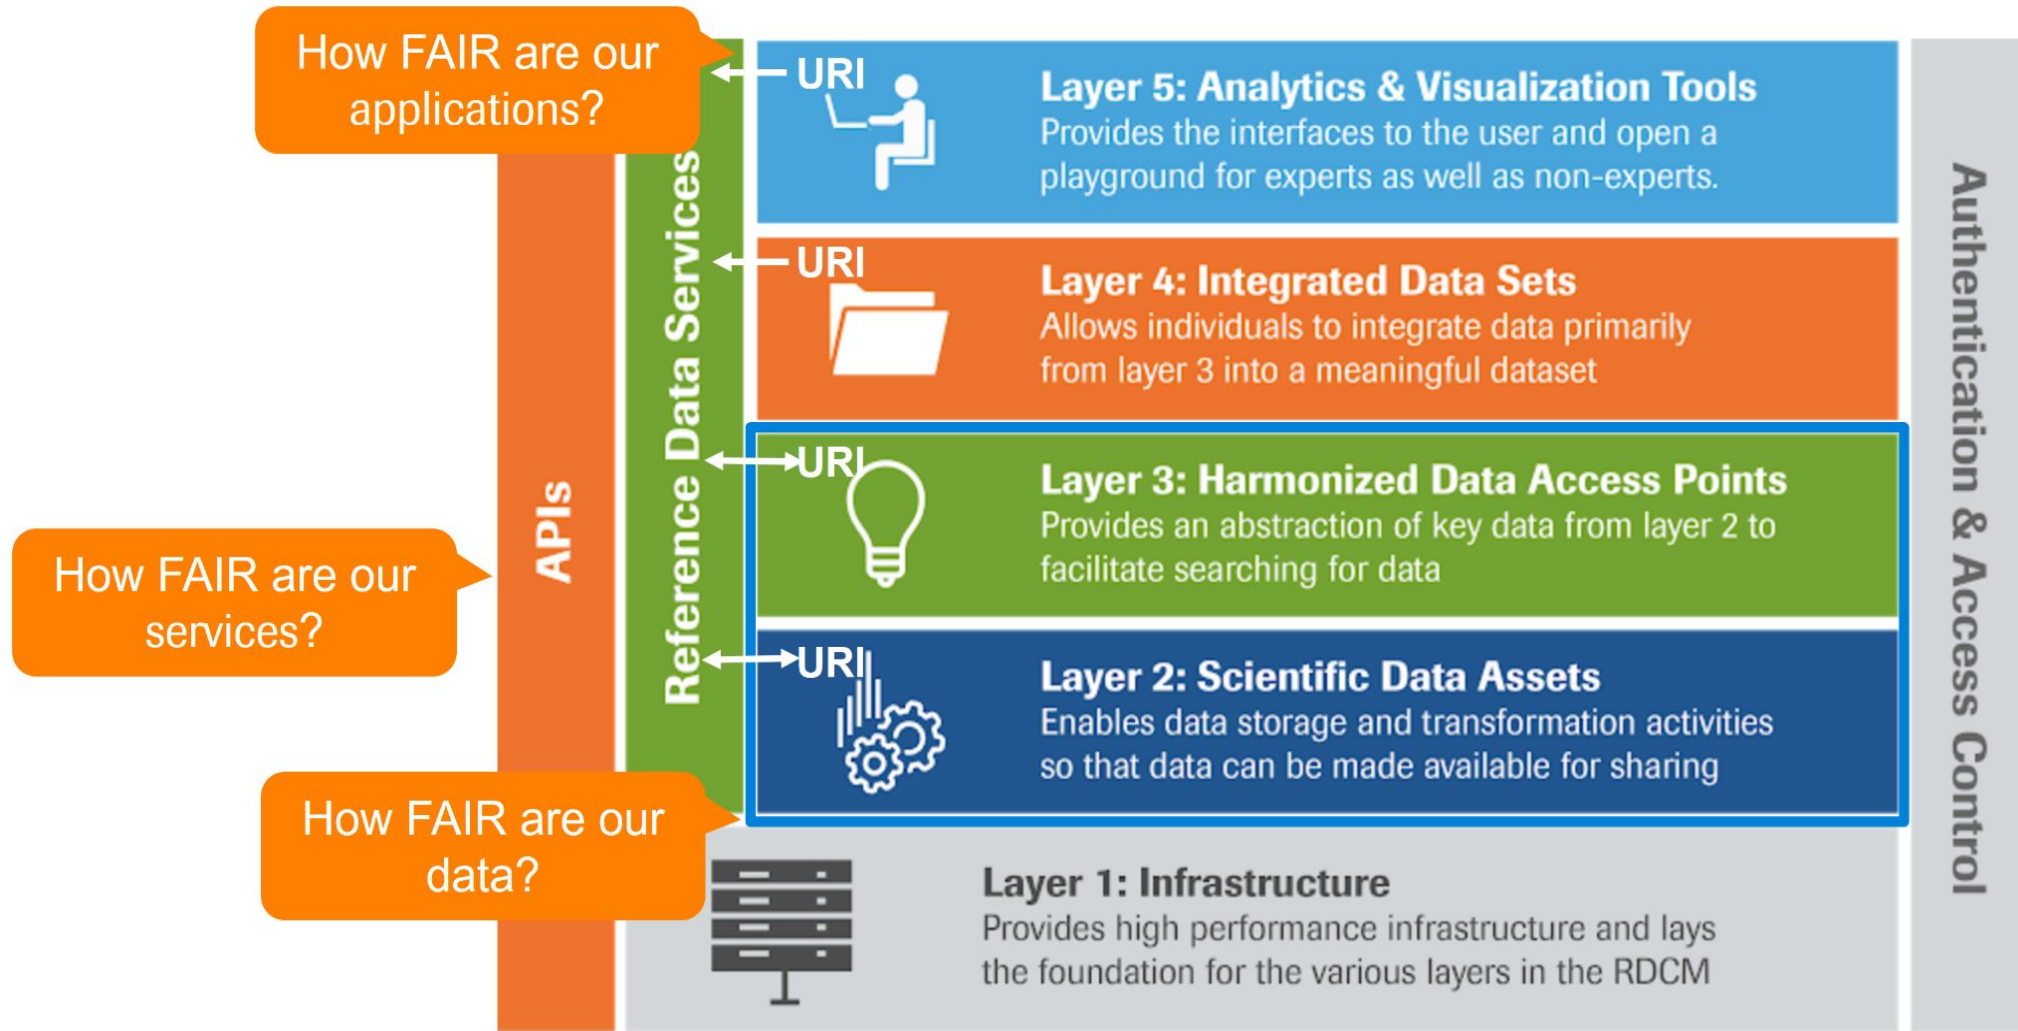 How FAIR are our
applications?
URI
Layer 5: Analytics & Visualization Tools
Provides the interfaces to the user and open a
playground for experts as well as non-experts.
URI
Layer 4: Integrated Data Sets
Allows individuals to integrate data primarily
from layer 3 into a meaningful dataset
APIs
Reference Data Services
How FAIR are our
services?
URI
Layer 3: Harmonized Data Access Points
Provides an abstraction of key data from layer 2 to
facilitate searching for data
URI
Layer 2: Scientific Data Assets
Enables data storage and transformation activities
so that data can be made available for sharing
How FAIR are our
data?
Layer 1: Infrastructure
Provides high performance infrastructure and lays
the foundation for the various layers in the RDCM
Authentication & Access Control